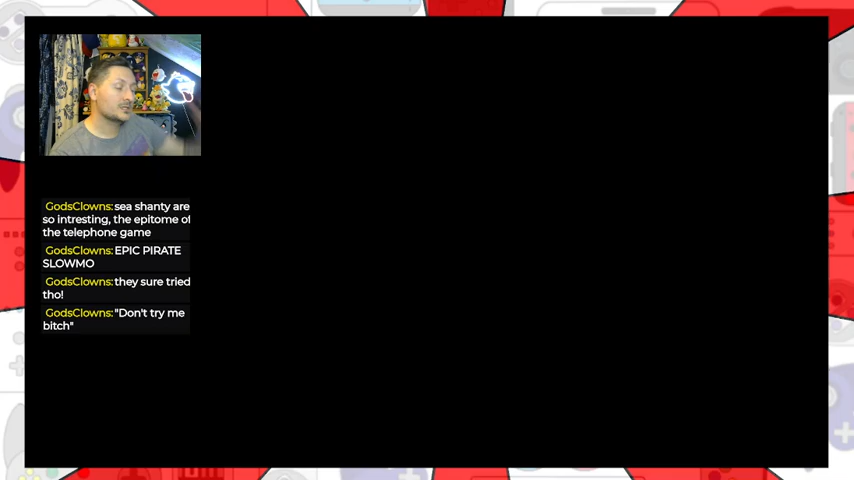 GodsClowns: sea shanty are
so intresting, the epitome of
the telephone game
GodsClowns: EPIC PIRATE
SLOWMO
GodsClowns: they sure tried
tho!
GodsClowns: "Don't try me
bitch"